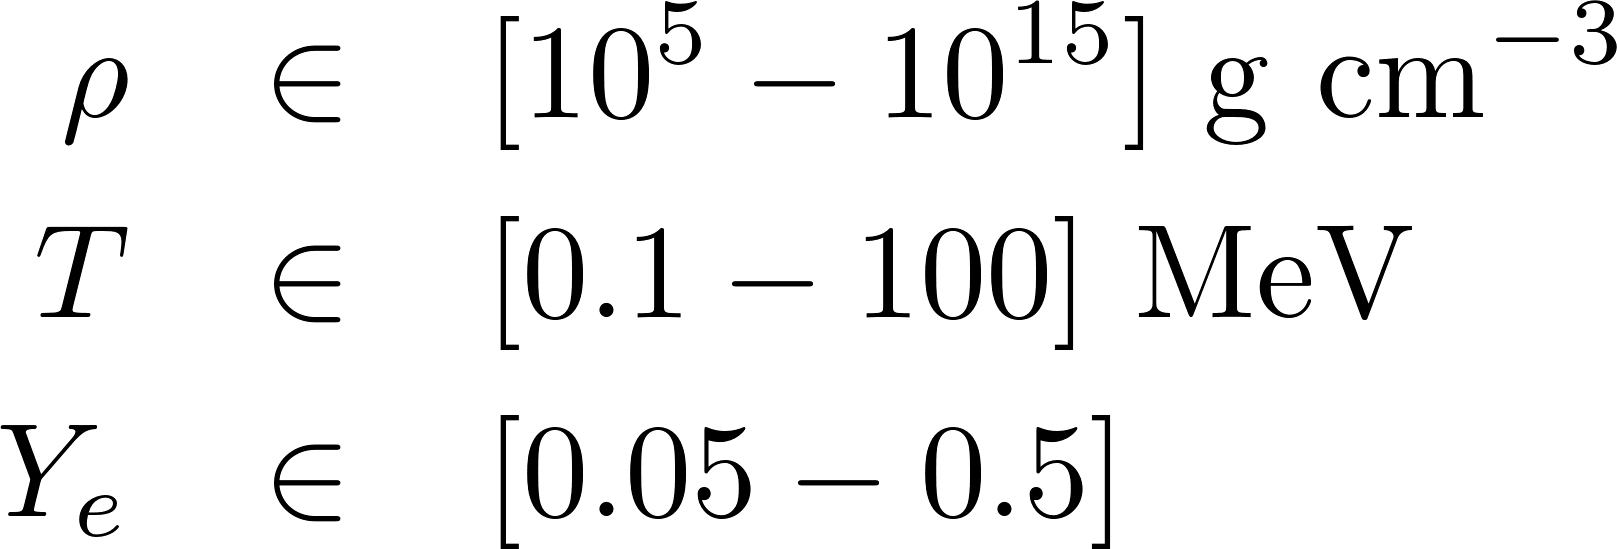 ρ ∈ [10⁵ − 10¹⁵] g cm⁻³
T ∈ [0.1 − 100] MeV
Yₑ ∈ [0.05 − 0.5]